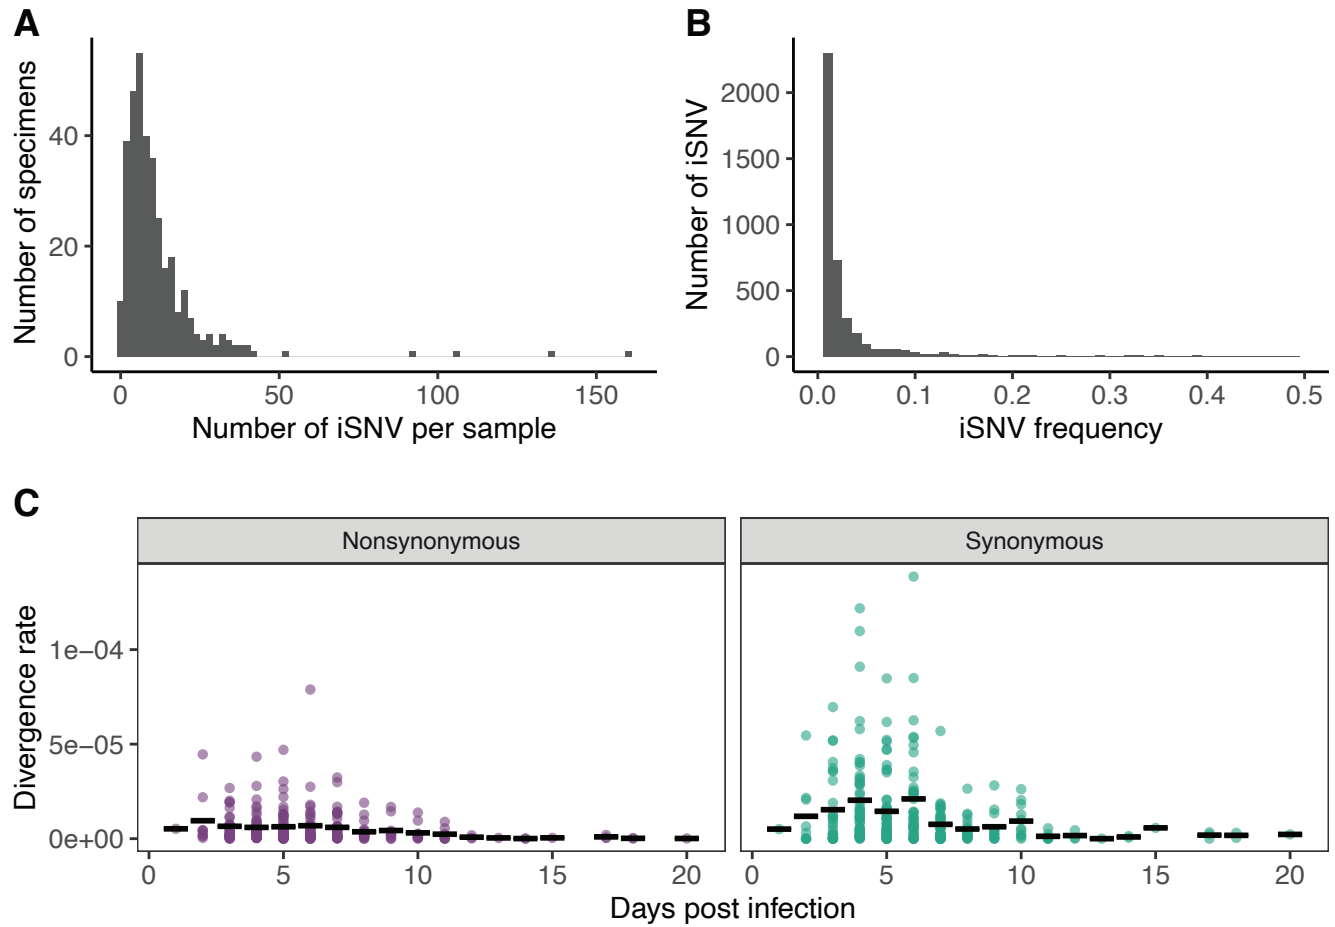 A
Number of specimens
40
20
0
0 50 100 150
Number of iSNV per sample
B
Number of iSNV
2000
1500
1000
500
0
0.0 0.1 0.2 0.3 0.4 0.5
iSNV frequency
C
Nonsynonymous
Synonymous
Divergence rate
1e−04
5e−05
0e+00
0 5 10 15 20
0 5 10 15 20
Days post infection